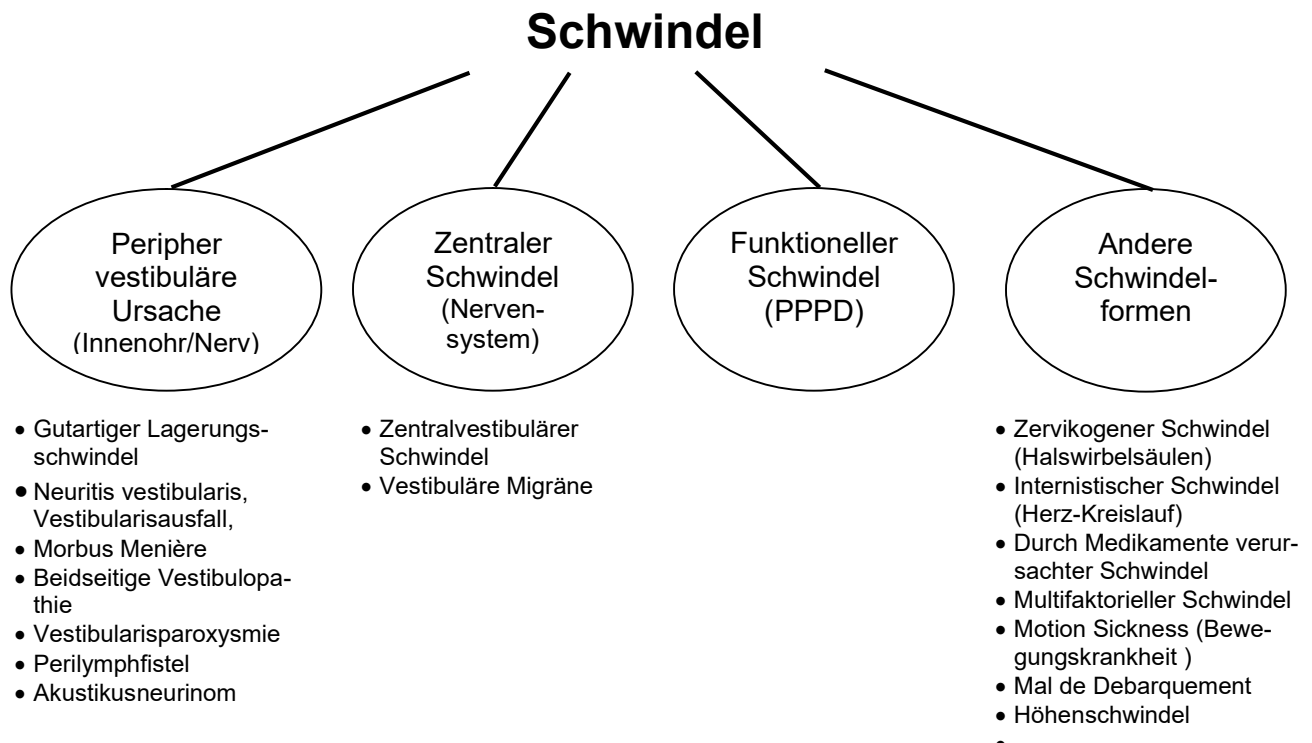 Schwindel
Peripher
vestibuläre
Ursache
(Innenohr/Nerv)
Zentraler
Schwindel
(Nerven-
system)
Funktioneller
Schwindel
(PPPD)
Andere
Schwindel-
formen
• Gutartiger Lagerungs-
schwindel
• Neuritis vestibularis,
Vestibularisausfall,
• Morbus Menière
• Beidseitige Vestibulopa-
thie
• Vestibularisparoxysmie
• Perilymphfistel
• Akustikusneurinom
• Zentralvestibulärer
Schwindel
• Vestibuläre Migräne
• Zervikogener Schwindel
(Halswirbelsäulen)
• Internistischer Schwindel
(Herz-Kreislauf)
• Durch Medikamente verur-
sachter Schwindel
• Multifaktorieller Schwindel
• Motion Sickness (Bewe-
gungskrankheit )
• Mal de Debarquement
• Höhenschwindel